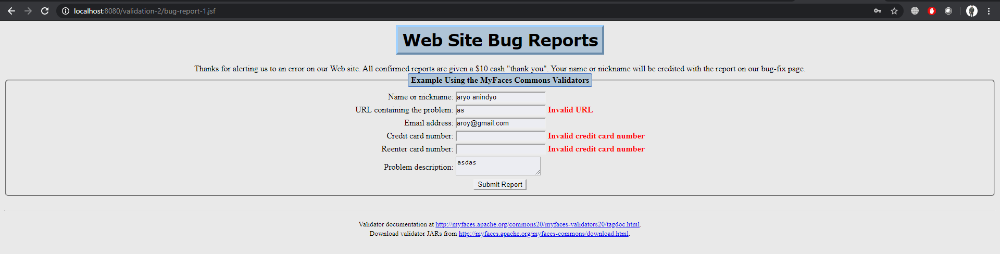 localhost:8080/validation-2/bug-report-1.jsf
Web Site Bug Reports
Thanks for alerting us to an error on our Web site. All confirmed reports are given a $10 cash "thank you". Your name or nickname will be credited with the report on our bug-fix page.
Example Using the MyFaces Commons Validators
Name or nickname: aryo anindyo
URL containing the problem: as Invalid URL
Email address: aroy@gmail.com
Credit card number: Invalid credit card number
Reenter card number: Invalid credit card number
Problem description: asdas
Submit Report
Validator documentation at http://myfaces.apache.org/commons20/myfaces-validators20/tagdoc.html.
Download validator JARs from http://myfaces.apache.org/myfaces-commons/download.html.